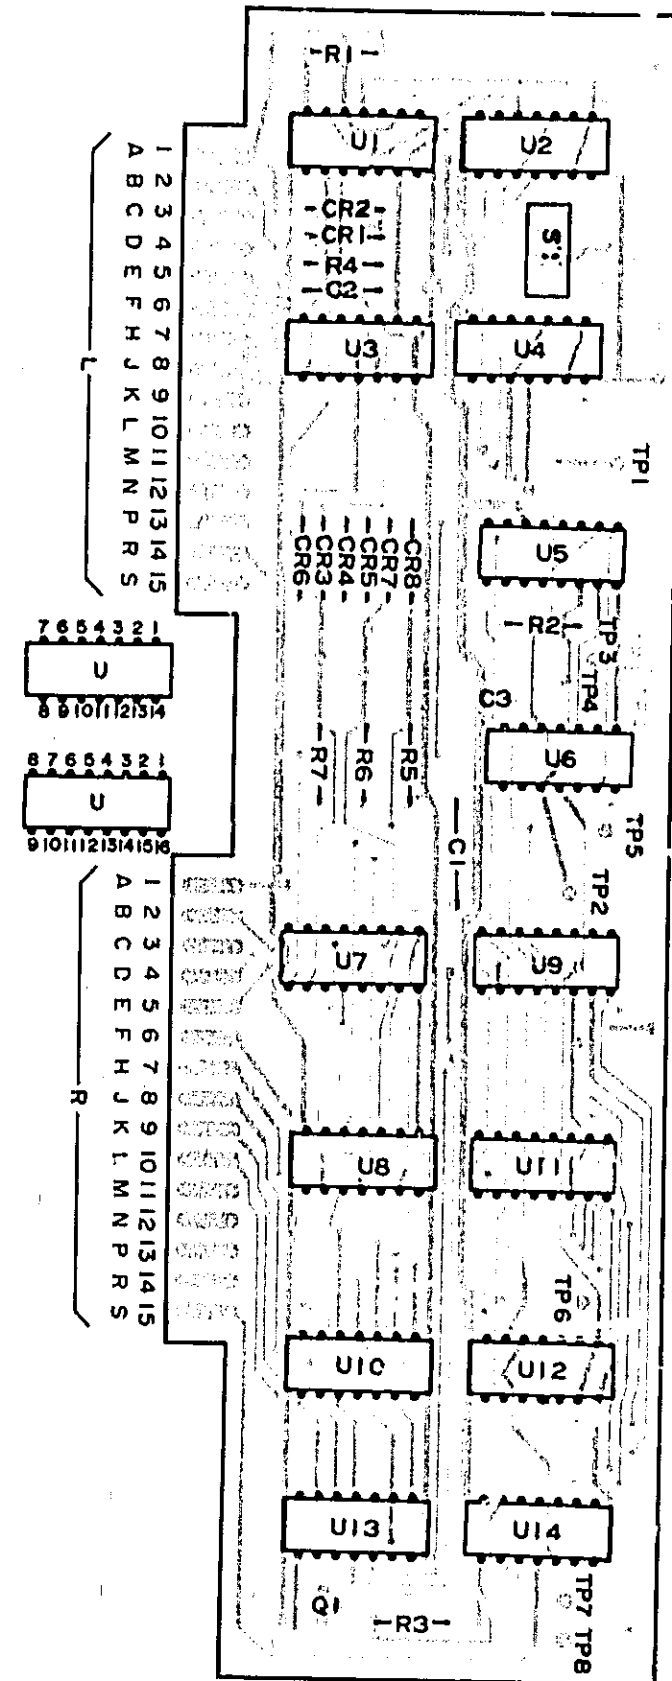 -R1-
U1
U2
-CR2-
-CR1-
-R4-
-C2-
U3
U4
TP1
1 2 3 4 5 6 7 8 9 10 11 12 13 14 15
A B C D E F H J K L M N P R S
L
U5
-R2-
TP3
TP4
-CR8-
-CR7-
-CR5-
-CR4-
-CR3-
-CR6-
C3
U6
TP5
TP2
-R5-
-R6-
-R7-
-C1-
7 6 5 4 3 2 1
U
8 9 10 11 12 13 14
8 7 6 5 4 3 2 1
U
9 10 11 12 13 14 15 16
1 2 3 4 5 6 7 8 9 10 11 12 13 14 15
A B C D E F H J K L M N P R S
R
U7
U9
U8
U11
TP6
U10
U12
U13
U14
Q1
-R3-
TP7 TP8